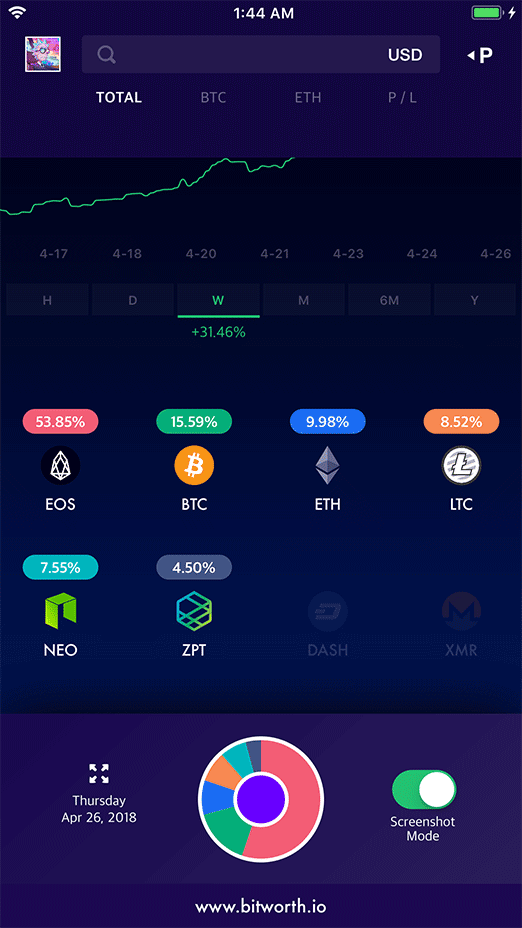 1:44 AM
USD
P
TOTAL BTC ETH P / L
4-17 4-18 4-20 4-21 4-23 4-24 4-26
H D W M 6M Y
+31.46%
53.85% 15.59% 9.98% 8.52%
EOS BTC ETH LTC
7.55% 4.50%
NEO ZPT DASH XMR
Thursday
Apr 26, 2018
Screenshot
Mode
www.bitworth.io